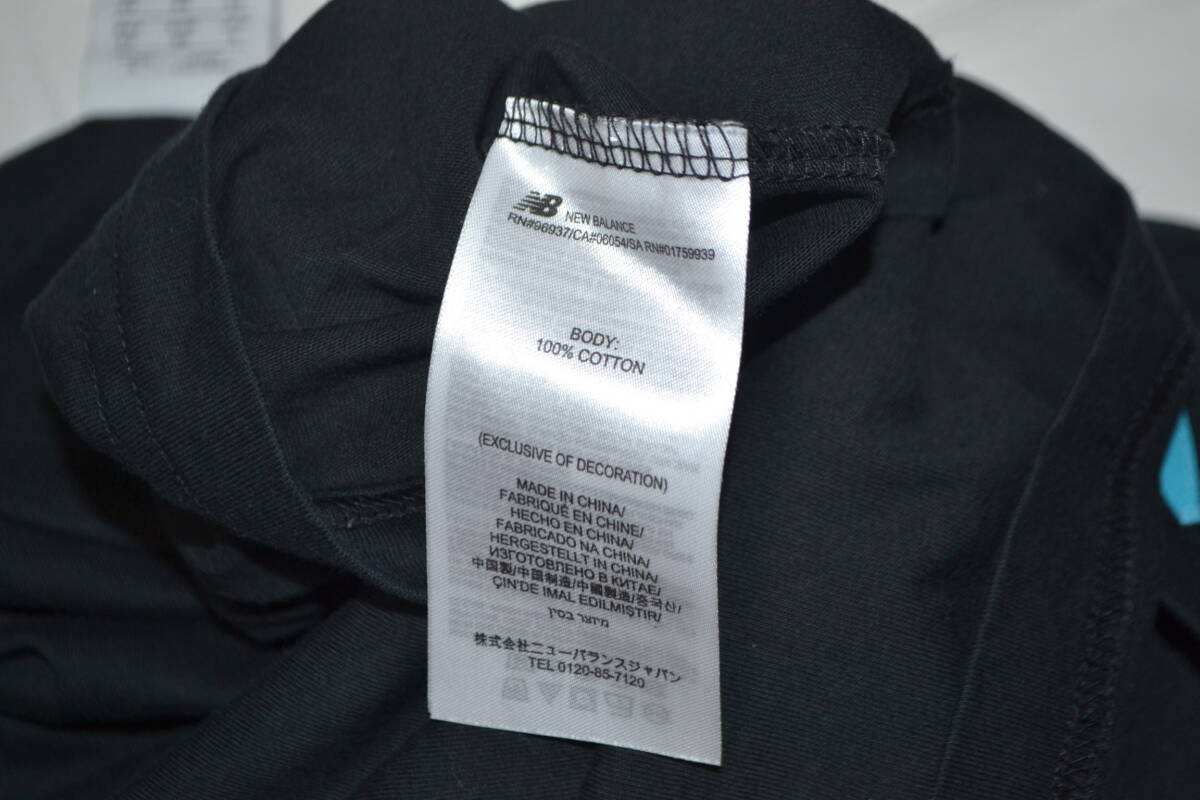 NB NEW BALANCE
RN#96937/CA#06054/SA RN#01759939
BODY:
100% COTTON
(EXCLUSIVE OF DECORATION)
MADE IN CHINA/
FABRIQUÉ EN CHINE/
HECHO EN CHINA/
FABRICADO NA CHINA/
HERGESTELLT IN CHINA/
ИЗГОТОВЛЕНО В КИТАЕ/
中国製/中国制造/中國製造/중국산/
ÇIN'DE IMAL EDILMIŞTIR/
מיוצר בסין
株式会社ニューバランスジャパン
TEL 0120-85-7120